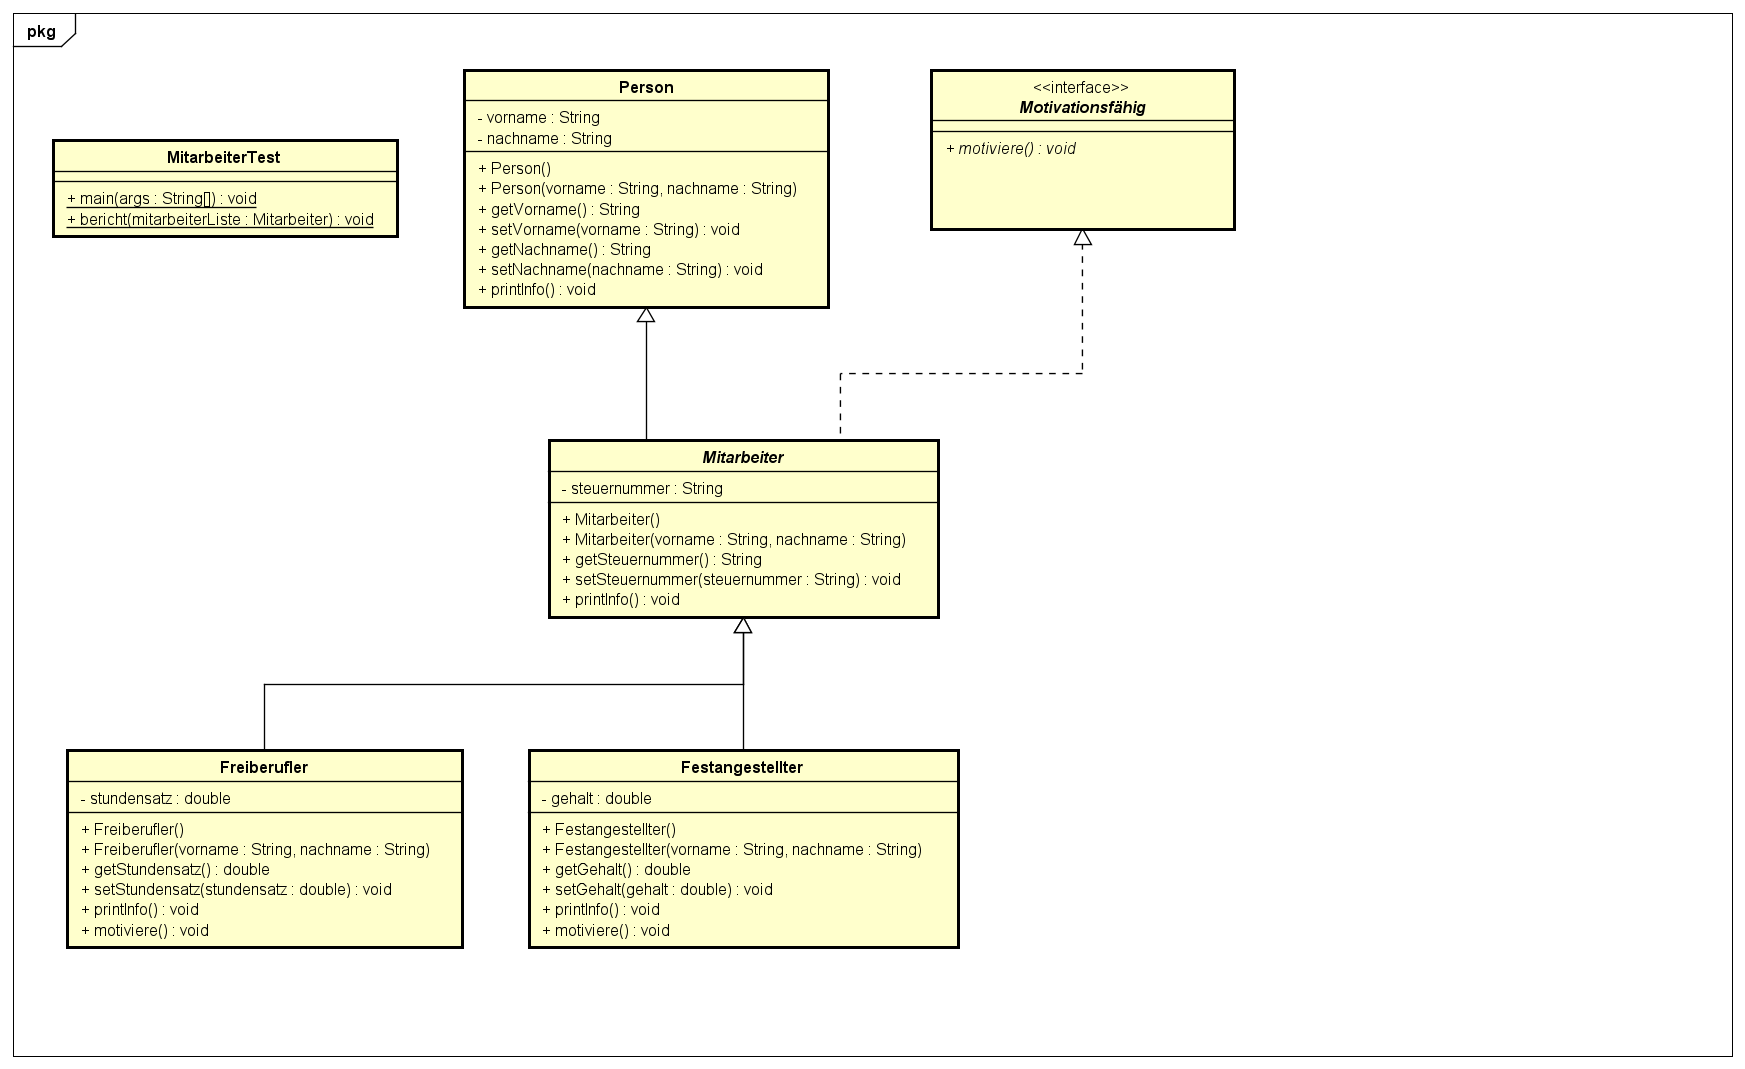 pkg
MitarbeiterTest
+ main(args : String[]) : void
+ bericht(mitarbeiterListe : Mitarbeiter) : void
Person
- vorname : String
- nachname : String
+ Person()
+ Person(vorname : String, nachname : String)
+ getVorname() : String
+ setVorname(vorname : String) : void
+ getNachname() : String
+ setNachname(nachname : String) : void
+ printInfo() : void
<<interface>>
Motivationsfähig
+ motiviere() : void
Mitarbeiter
- steuernummer : String
+ Mitarbeiter()
+ Mitarbeiter(vorname : String, nachname : String)
+ getSteuernummer() : String
+ setSteuernummer(steuernummer : String) : void
+ printInfo() : void
Freiberufler
- stundensatz : double
+ Freiberufler()
+ Freiberufler(vorname : String, nachname : String)
+ getStundensatz() : double
+ setStundensatz(stundensatz : double) : void
+ printInfo() : void
+ motiviere() : void
Festangestellter
- gehalt : double
+ Festangestellter()
+ Festangestellter(vorname : String, nachname : String)
+ getGehalt() : double
+ setGehalt(gehalt : double) : void
+ printInfo() : void
+ motiviere() : void